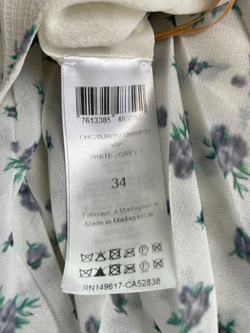 7613385
WHITE - GREY 1
34
Fabriqué à Madagascar
Made in Madagascar
RN149617-CA52838